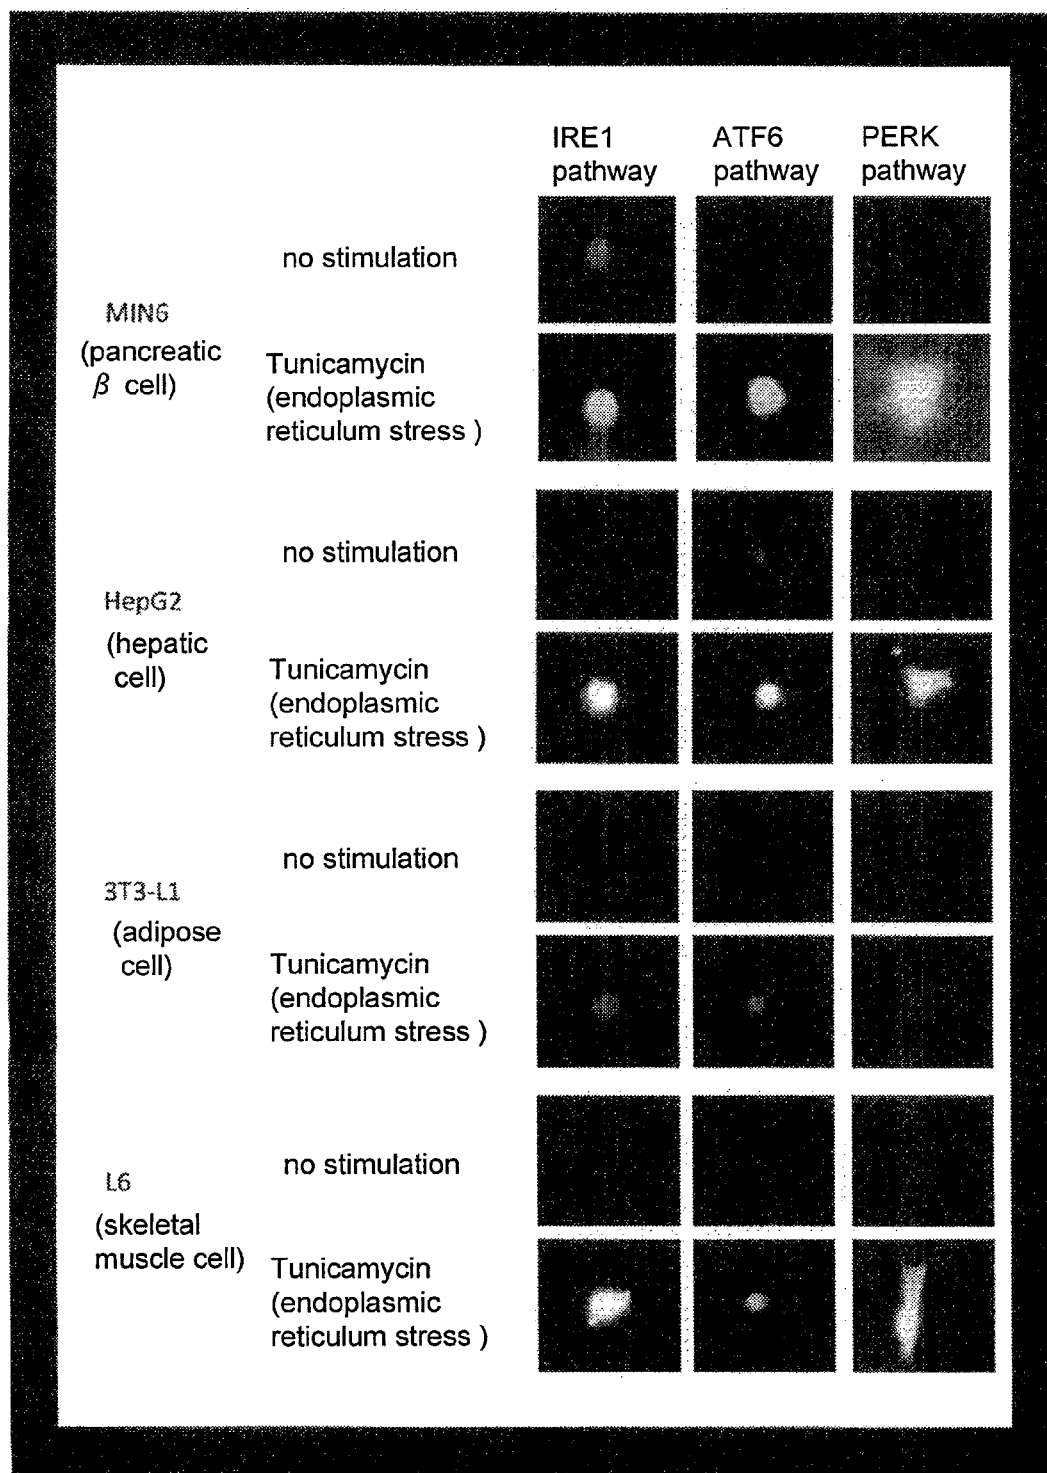 IRE1 pathway
ATF6 pathway
PERK pathway
MIN6
(pancreatic
β cell)
no stimulation
Tunicamycin
(endoplasmic
reticulum stress )
HepG2
(hepatic
cell)
no stimulation
Tunicamycin
(endoplasmic
reticulum stress )
3T3-L1
(adipose
cell)
no stimulation
Tunicamycin
(endoplasmic
reticulum stress )
L6
(skeletal
muscle cell)
no stimulation
Tunicamycin
(endoplasmic
reticulum stress )